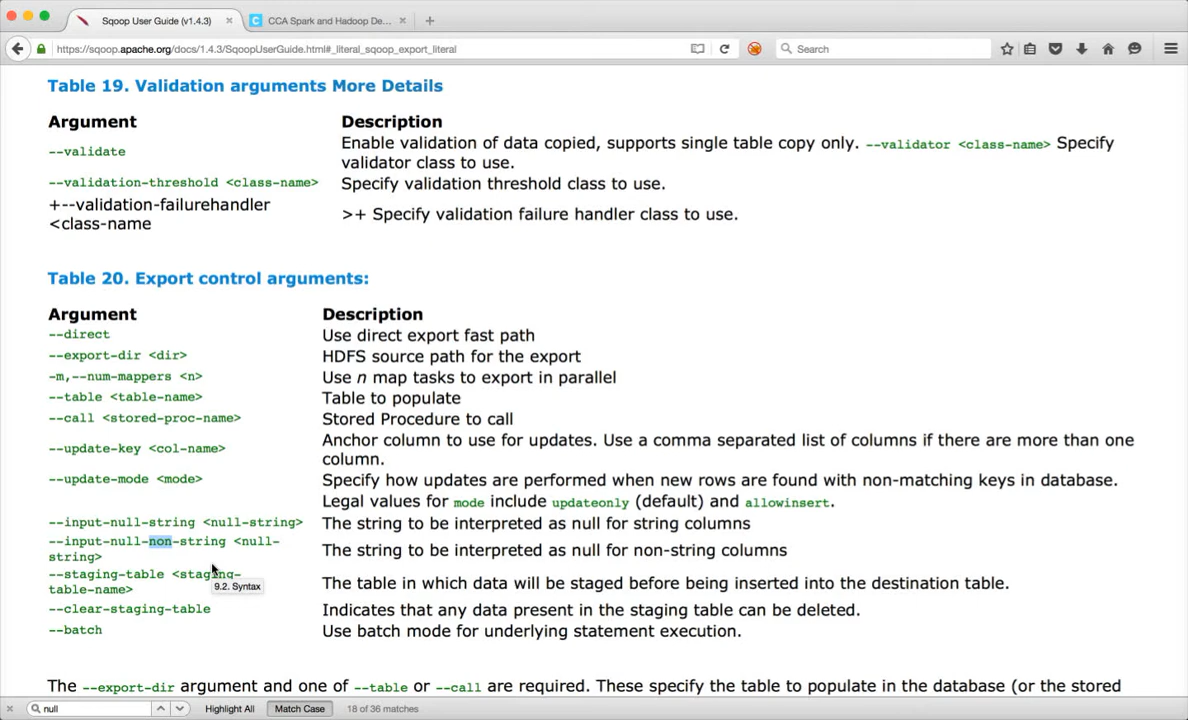 Sqoop User Guide (v1.4.3)
CCA Spark and Hadoop De...
https://sqoop.apache.org/docs/1.4.3/SqoopUserGuide.html#_literal_sqoop_export_literal
Search
Table 19. Validation arguments More Details
Argument
Description
--validate
Enable validation of data copied, supports single table copy only. --validator <class-name> Specify
validator class to use.
--validation-threshold <class-name>
Specify validation threshold class to use.
+--validation-failurehandler
<class-name
>+ Specify validation failure handler class to use.
Table 20. Export control arguments:
Argument
Description
--direct
Use direct export fast path
--export-dir <dir>
HDFS source path for the export
-m,--num-mappers <n>
Use n map tasks to export in parallel
--table <table-name>
Table to populate
--call <stored-proc-name>
Stored Procedure to call
--update-key <col-name>
Anchor column to use for updates. Use a comma separated list of columns if there are more than one
column.
--update-mode <mode>
Specify how updates are performed when new rows are found with non-matching keys in database.
Legal values for mode include updateonly (default) and allowinsert.
--input-null-string <null-string>
The string to be interpreted as null for string columns
--input-null-non-string <null-
string>
The string to be interpreted as null for non-string columns
--staging-table <staging-
table-name>
The table in which data will be staged before being inserted into the destination table.
9.2. Syntax
--clear-staging-table
Indicates that any data present in the staging table can be deleted.
--batch
Use batch mode for underlying statement execution.
The --export-dir argument and one of --table or --call are required. These specify the table to populate in the database (or the stored
null
Highlight All
Match Case
18 of 36 matches